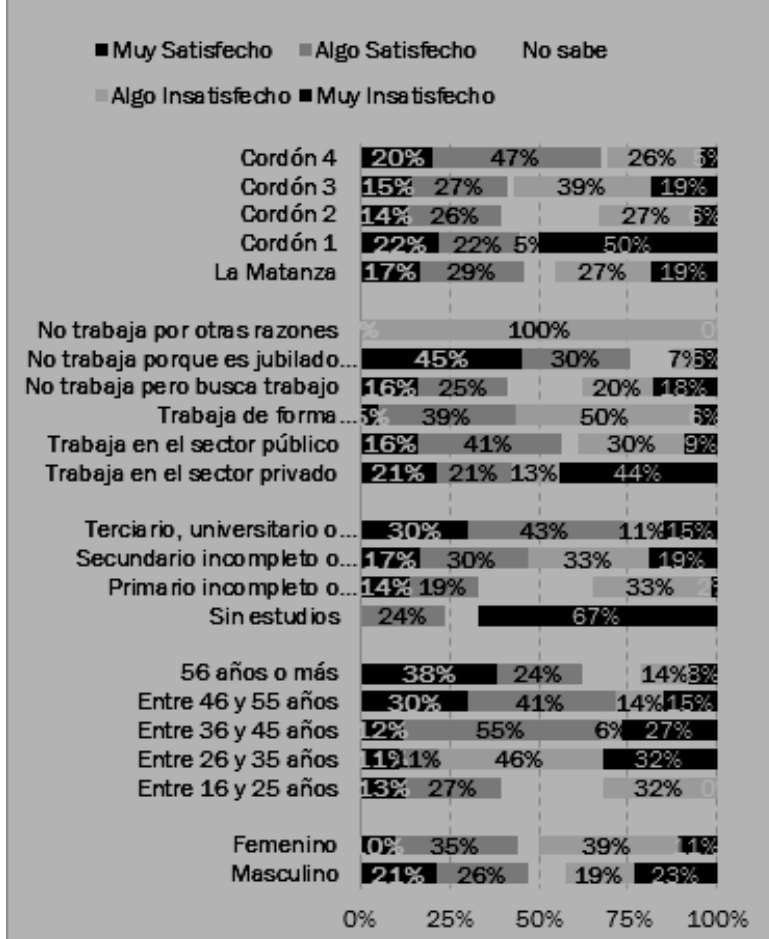 Muy Satisfecho Algo Satisfecho No sabe
Algo Insatisfecho Muy Insatisfecho
Cordón 4 20% 47% 26% 5%
Cordón 3 15% 27% 39% 19%
Cordón 2 14% 26% 27% 6%
Cordón 1 22% 22% 5% 50%
La Matanza 17% 29% 27% 19%
No trabaja por otras razones 100%
No trabaja porque es jubilado... 45% 30% 7% 6%
No trabaja pero busca trabajo 16% 25% 20% 18%
Trabaja de forma... 5% 39% 50% 6%
Trabaja en el sector público 16% 41% 30% 9%
Trabaja en el sector privado 21% 21% 13% 44%
Terciario, universitario o... 30% 43% 11% 15%
Secundario incompleto o... 17% 30% 33% 19%
Primario incompleto o... 14% 19% 33%
Sin estudios 24% 67%
56 años o más 38% 24% 14% 8%
Entre 46 y 55 años 30% 41% 14% 15%
Entre 36 y 45 años 12% 55% 6% 27%
Entre 26 y 35 años 11% 11% 46% 32%
Entre 16 y 25 años 13% 27% 32%
Femenino 35% 39% 11%
Masculino 21% 26% 19% 23%
0% 25% 50% 75% 100%